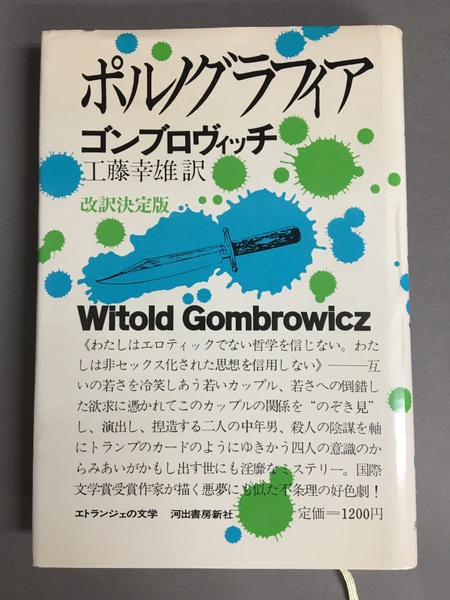 ポルノグラフィア
ゴンブロヴィッチ
工藤幸雄訳
改訳決定版
Witold Gombrowicz
《わたしはエロティックでない哲学を信じない。わた
しは非セックス化された思想を信用しない》———互
いの若さを冷笑しあう若いカップル、若さへの倒錯し
た欲求に憑かれてこのカップルの関係を“のぞき見”
し、演出し、捏造する二人の中年男、殺人の陰謀を軸
にトランプのカードのようにゆきかう四人の意識のか
らみあいがかもし出す世にも淫靡なミステリー。国際
文学賞受賞作家が描く悪夢にも似た不条理の好色劇！
エトランジェの文学 河出書房新社 定価＝1200円